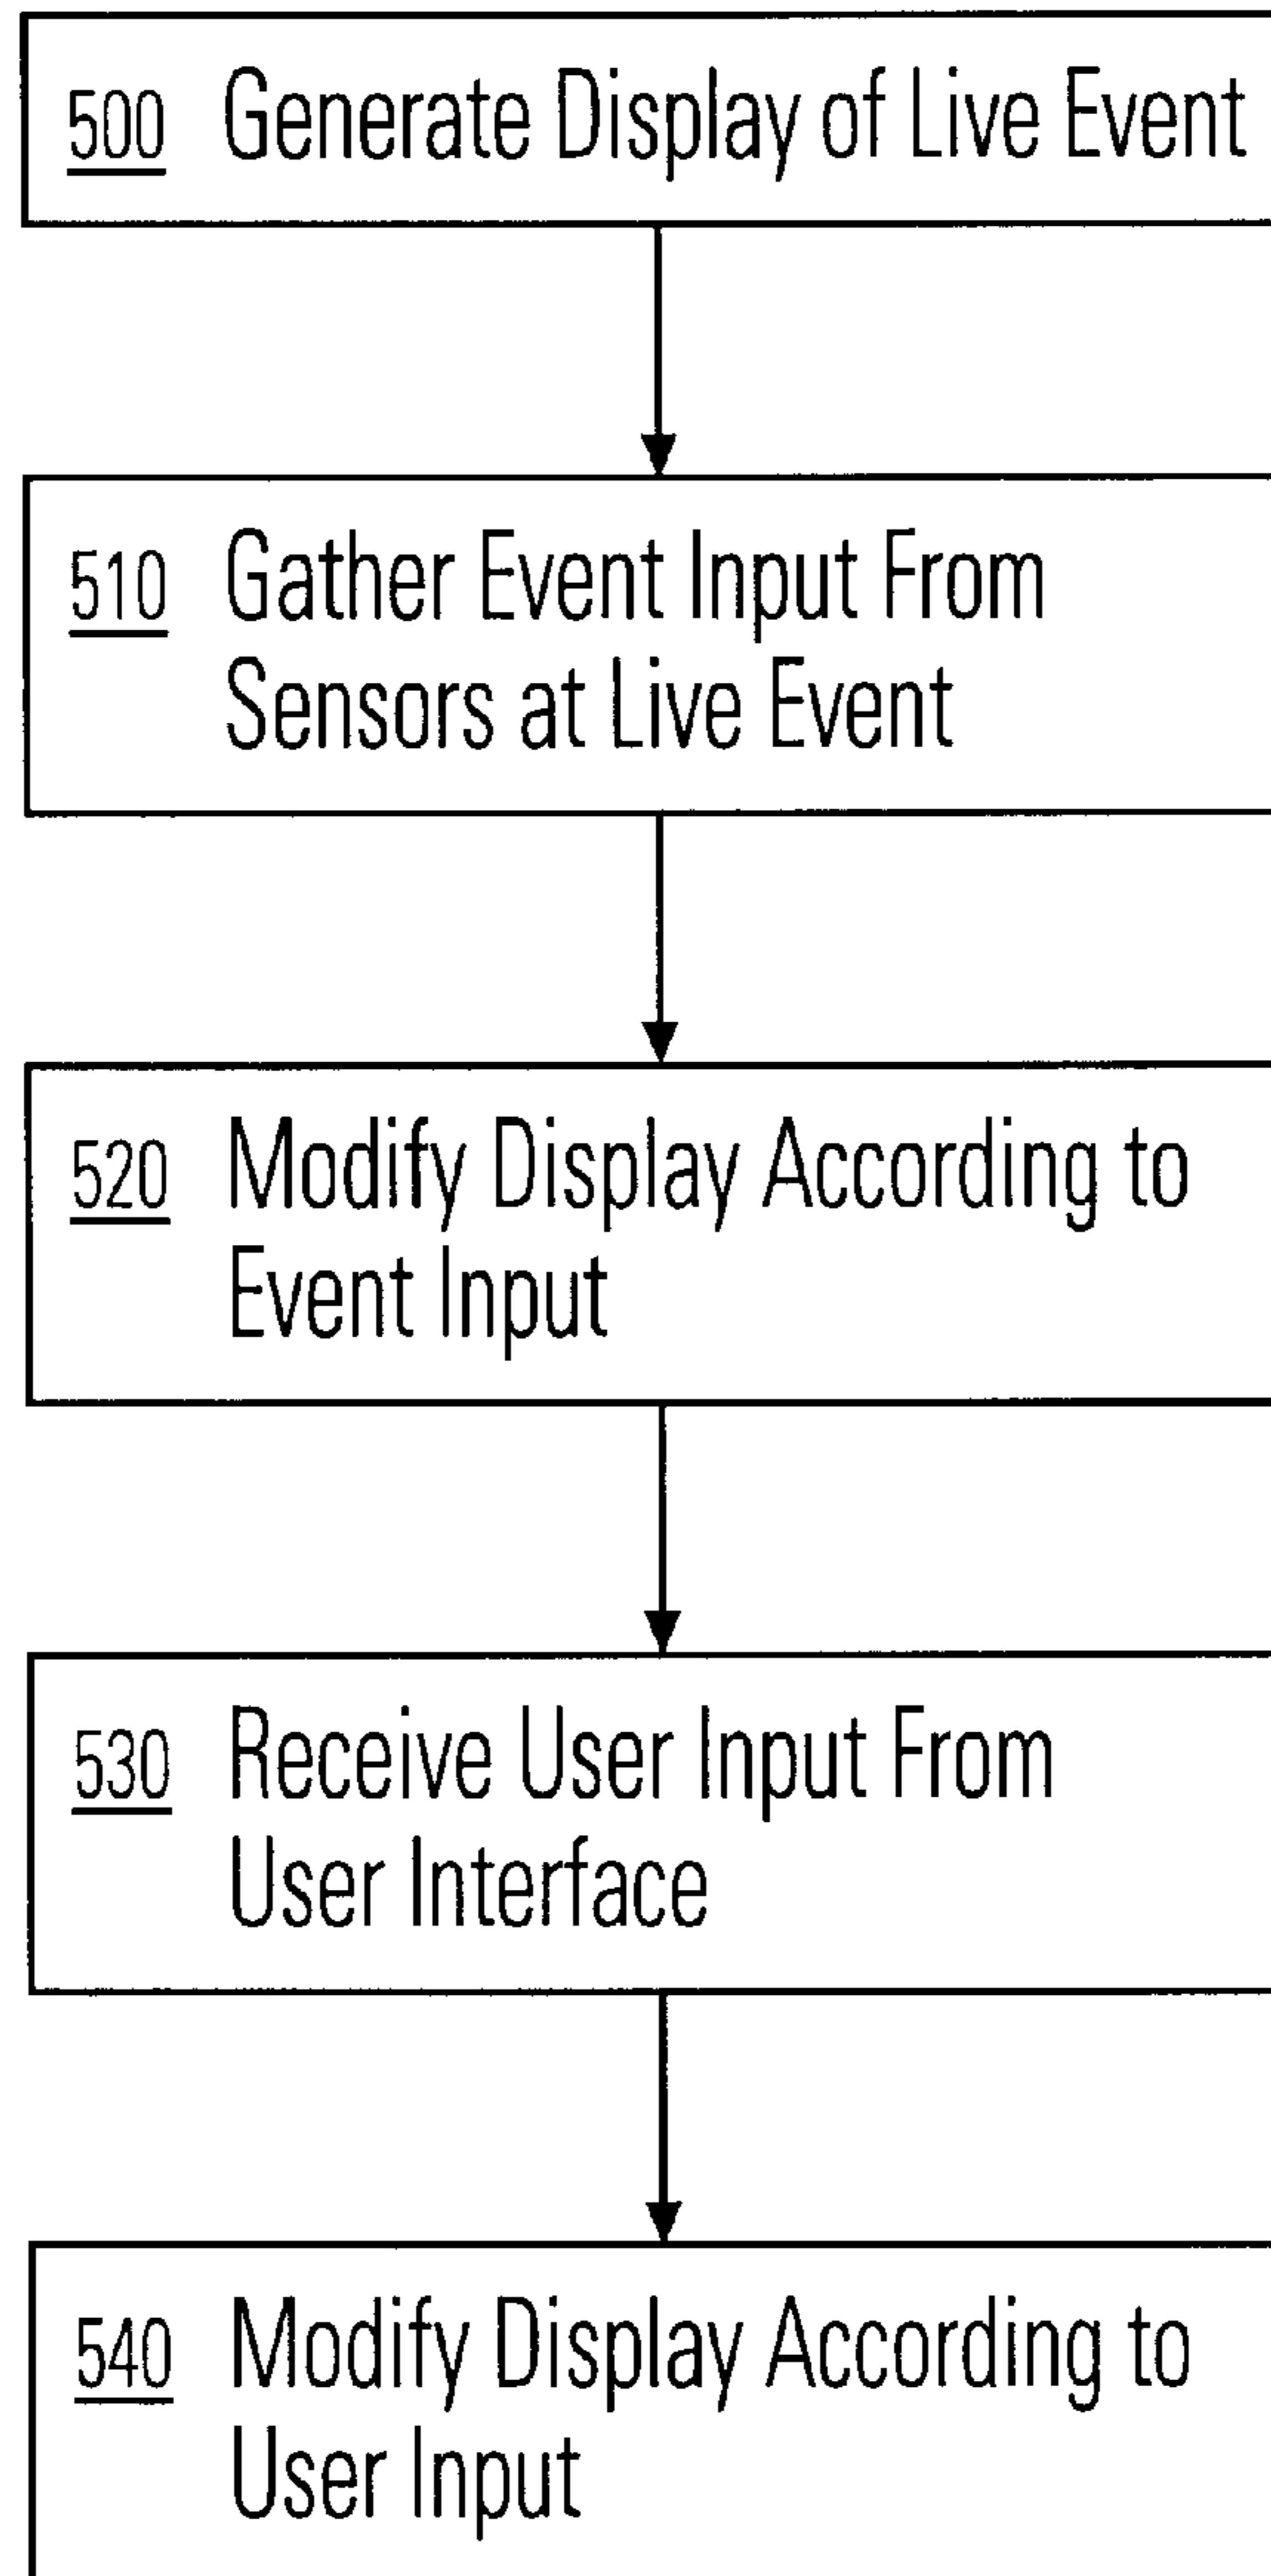 500 Generate Display of Live Event
510 Gather Event Input From
Sensors at Live Event
520 Modify Display According to
Event Input
530 Receive User Input From
User Interface
540 Modify Display According to
User Input